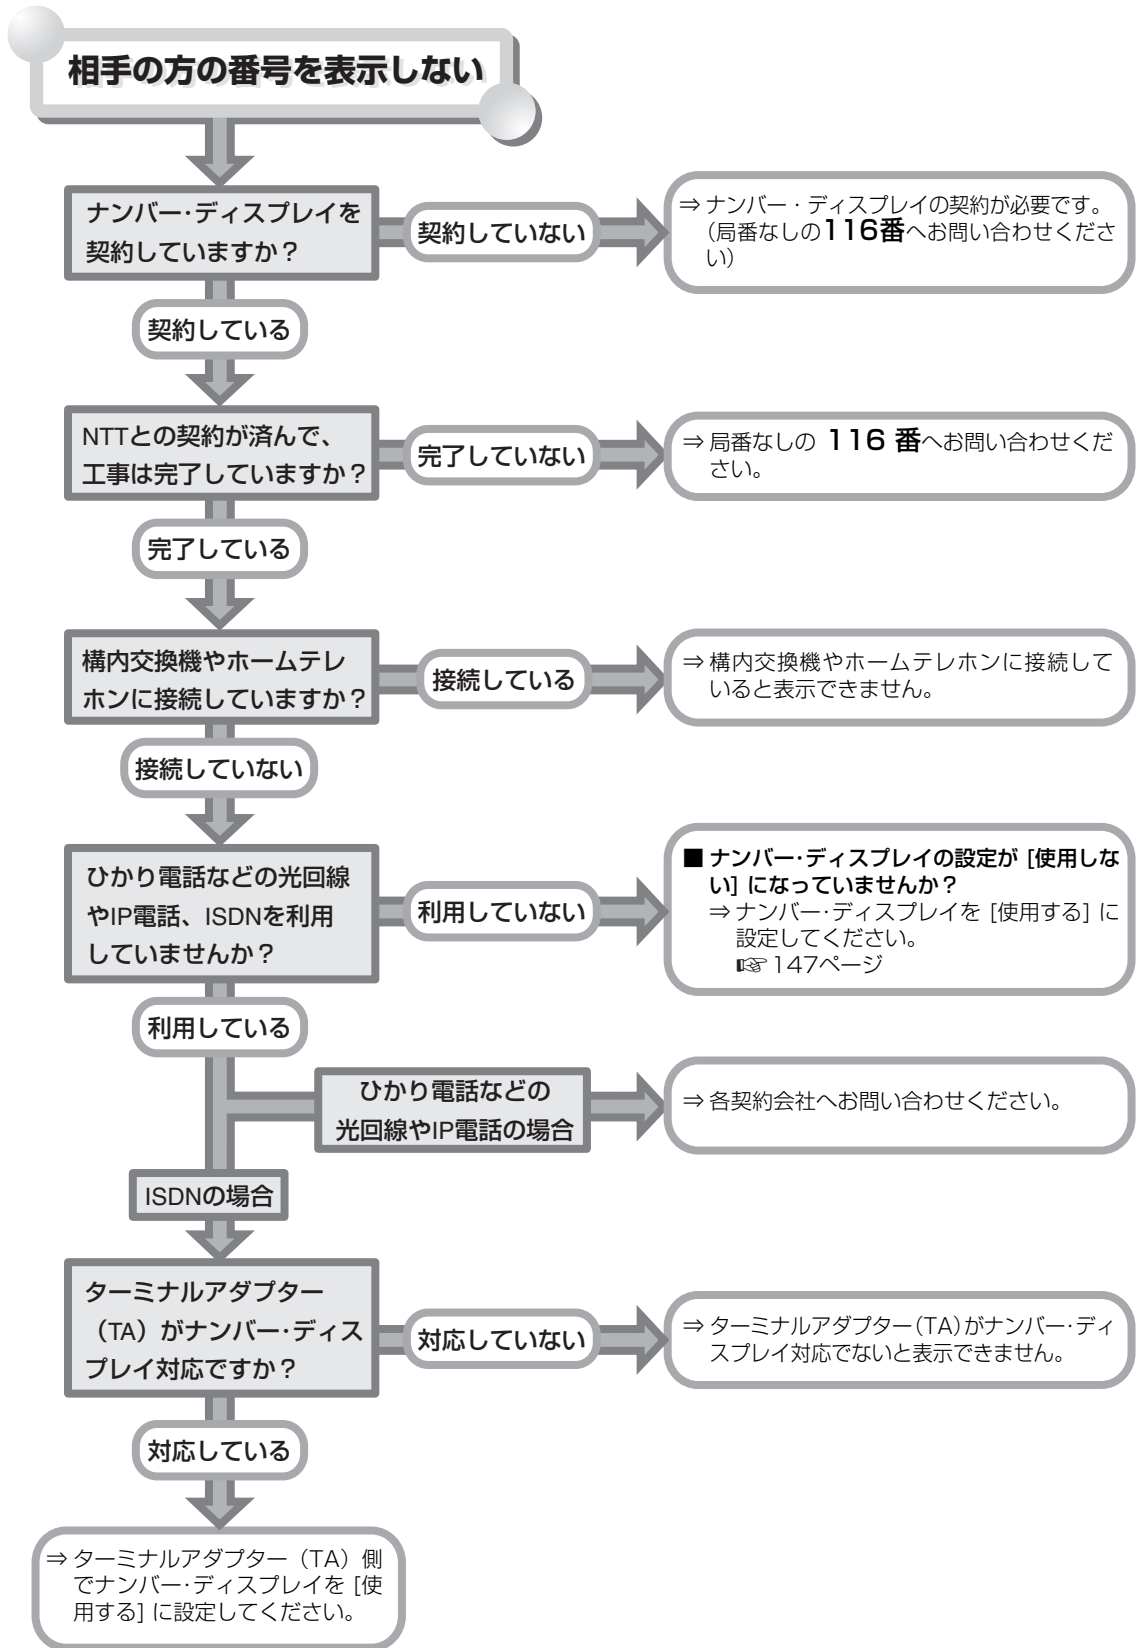 相手の方の番号を表示しない
ナンバー･ディスプレイを
契約していますか？
契約していない
⇒ ナンバー・ディスプレイの契約が必要です。
（局番なしの116番へお問い合わせくださ
い）
契約している
NTTとの契約が済んで、
工事は完了していますか？
完了していない
⇒ 局番なしの 116 番へお問い合わせくだ
さい。
完了している
構内交換機やホームテレ
ホンに接続していますか？
接続している
⇒ 構内交換機やホームテレホンに接続して
いると表示できません。
接続していない
ひかり電話などの光回線
やIP電話、ISDNを利用
していませんか？
利用していない
■ ナンバー･ディスプレイの設定が [使用しな
い] になっていませんか？
⇒ ナンバー･ディスプレイを [使用する] に
設定してください。
☞ 147ページ
利用している
ひかり電話などの
光回線やIP電話の場合
⇒ 各契約会社へお問い合わせください。
ISDNの場合
ターミナルアダプター
（TA）がナンバー･ディス
プレイ対応ですか？
対応していない
⇒ ターミナルアダプター（TA）がナンバー･ディ
スプレイ対応でないと表示できません。
対応している
⇒ ターミナルアダプター（TA）側
でナンバー･ディスプレイを [使
用する] に設定してください。